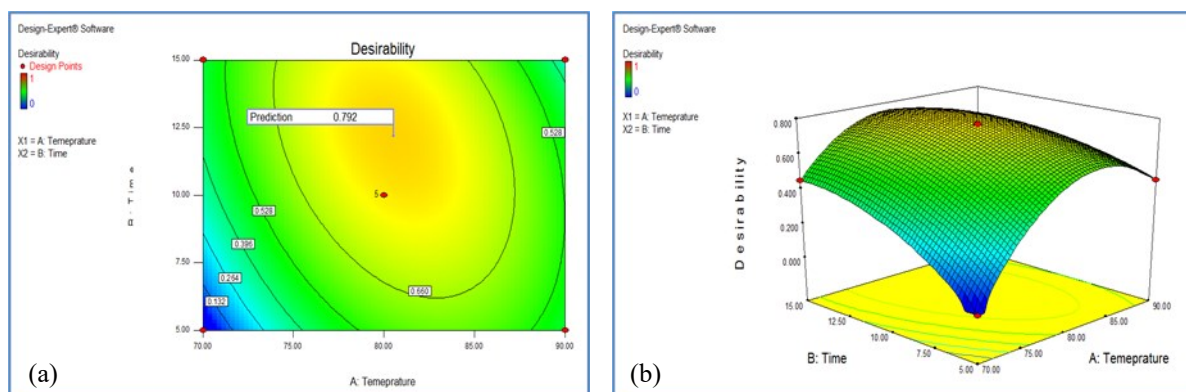 Design-Expert® Software
Desirability
Design Points
1
0
X1 = A: Temeprature
X2 = B: Time
Desirability
15.00
12.50
10.00
7.50
5.00
70.00 75.00 80.00 85.00 90.00
A: Temeprature
Prediction 0.792
0.528
5
0.528
0.396
0.264
0.132
0.660
(a)
Design-Expert® Software
Desirability
1
0
X1 = A: Temeprature
X2 = B: Time
0.800
0.600
0.400
0.200
0.000
Desirability
15.00
12.50
10.00
7.50
5.00
70.00
75.00
80.00
85.00
90.00
B: Time
A: Temeprature
(b)